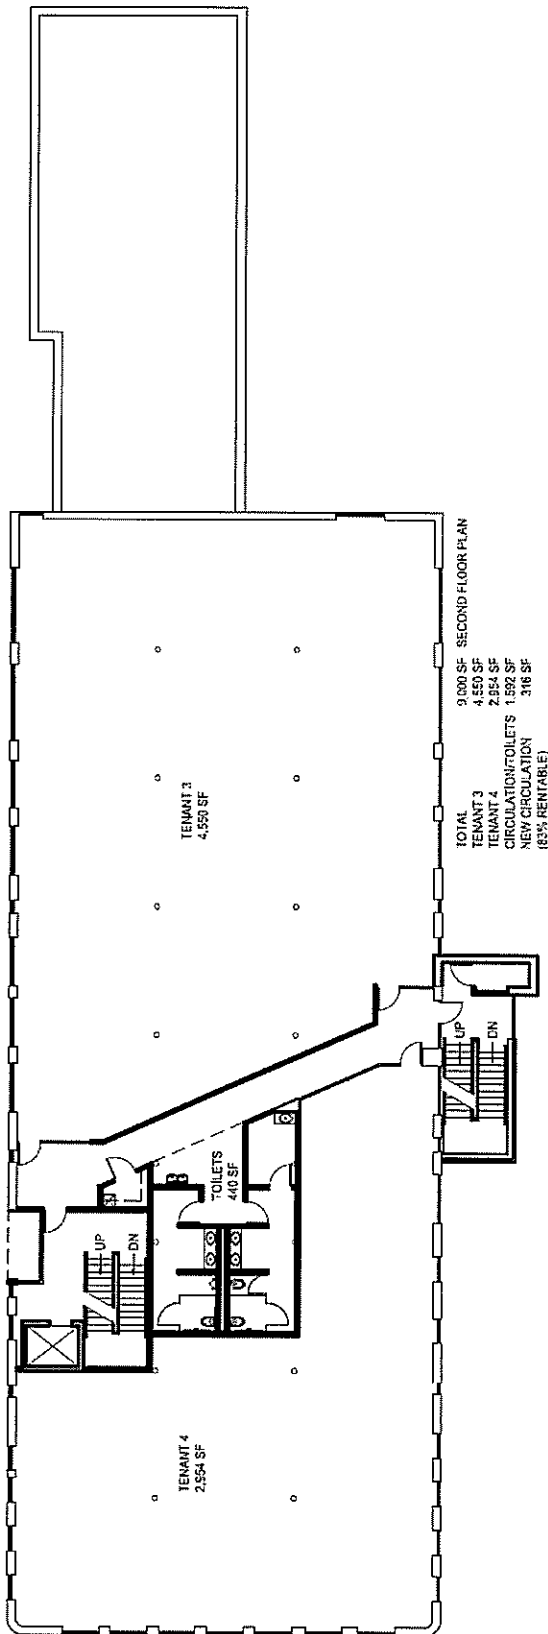 TENANT 4
2,954 SF
UP
DN
TOILETS
440 SF
TENANT 3
4,550 SF
UP
DN
TOTAL 9,000 SF SECOND FLOOR PLAN
TENANT 3 4,550 SF
TENANT 4 2,954 SF
CIRCULATION/TOILETS 1,592 SF
NEW CIRCULATION 316 SF
(83% RENTABLE)